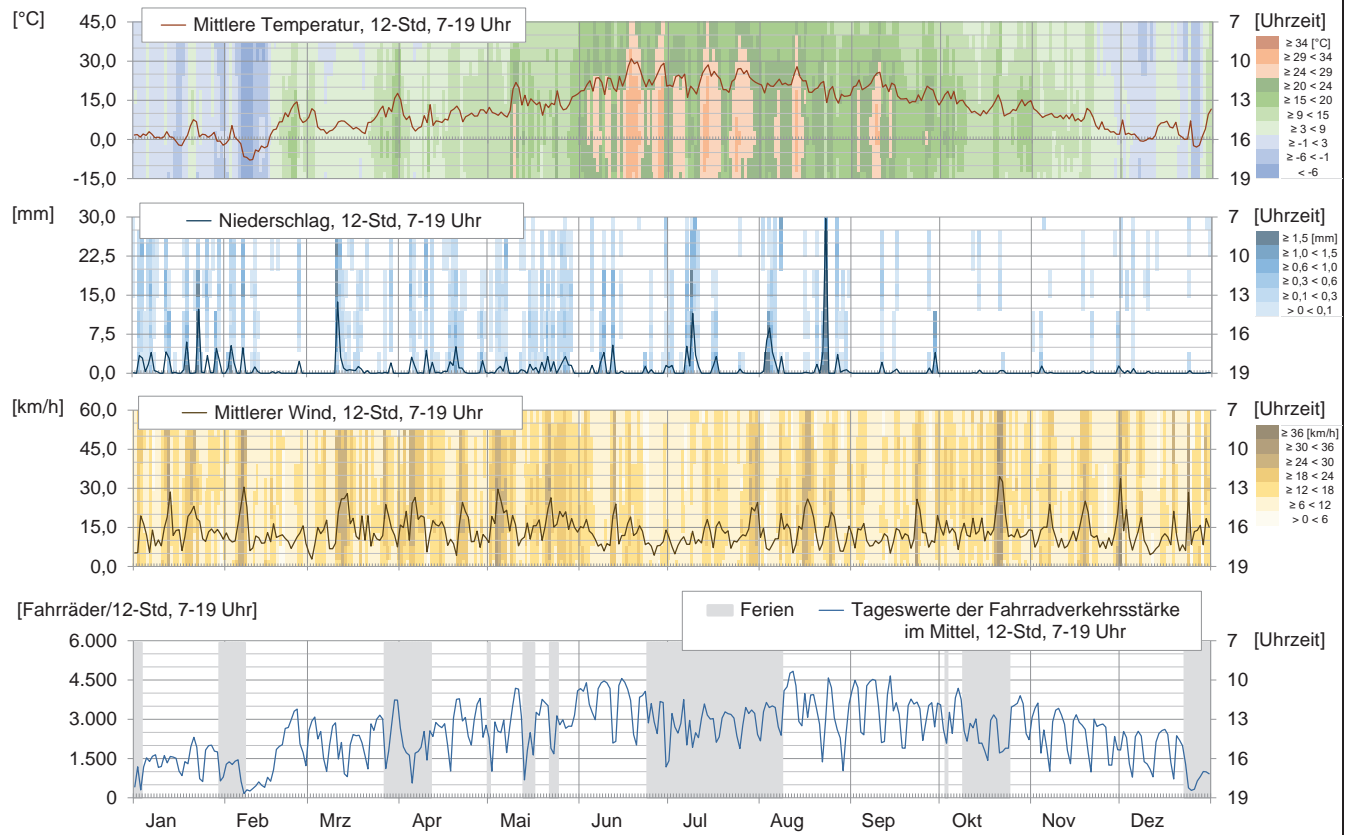 [°C]
Mittlere Temperatur, 12-Std, 7-19 Uhr
[Uhrzeit]
45,0
30,0
15,0
0,0
-15,0
7
10
13
16
19
≥ 34 [°C]
≥ 29 < 34
≥ 24 < 29
≥ 20 < 24
≥ 15 < 20
≥ 9 < 15
≥ 3 < 9
≥ -1 < 3
≥ -6 < -1
< -6
[mm]
Niederschlag, 12-Std, 7-19 Uhr
[Uhrzeit]
30,0
22,5
15,0
7,5
0,0
7
10
13
16
19
≥ 1,5 [mm]
≥ 1,0 < 1,5
≥ 0,6 < 1,0
≥ 0,3 < 0,6
≥ 0,1 < 0,3
> 0 < 0,1
[km/h]
Mittlerer Wind, 12-Std, 7-19 Uhr
[Uhrzeit]
60,0
45,0
30,0
15,0
0,0
7
10
13
16
19
≥ 36 [km/h]
≥ 30 < 36
≥ 24 < 30
≥ 18 < 24
≥ 12 < 18
≥ 6 < 12
> 0 < 6
[Fahrräder/12-Std, 7-19 Uhr]
Ferien
Tageswerte der Fahrradverkehrsstärke
im Mittel, 12-Std, 7-19 Uhr
[Uhrzeit]
6.000
4.500
3.000
1.500
0
7
10
13
16
19
Jan Feb Mrz Apr Mai Jun Jul Aug Sep Okt Nov Dez